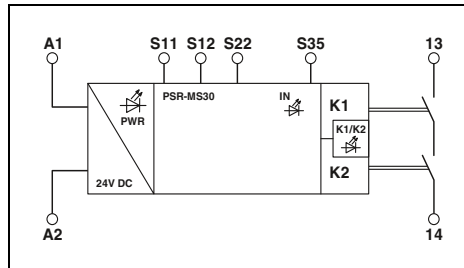 A1 S11 S12 S22 S35 13
PSR-MS30 IN K1
PWR K1/K2
24V DC K2
A2 14